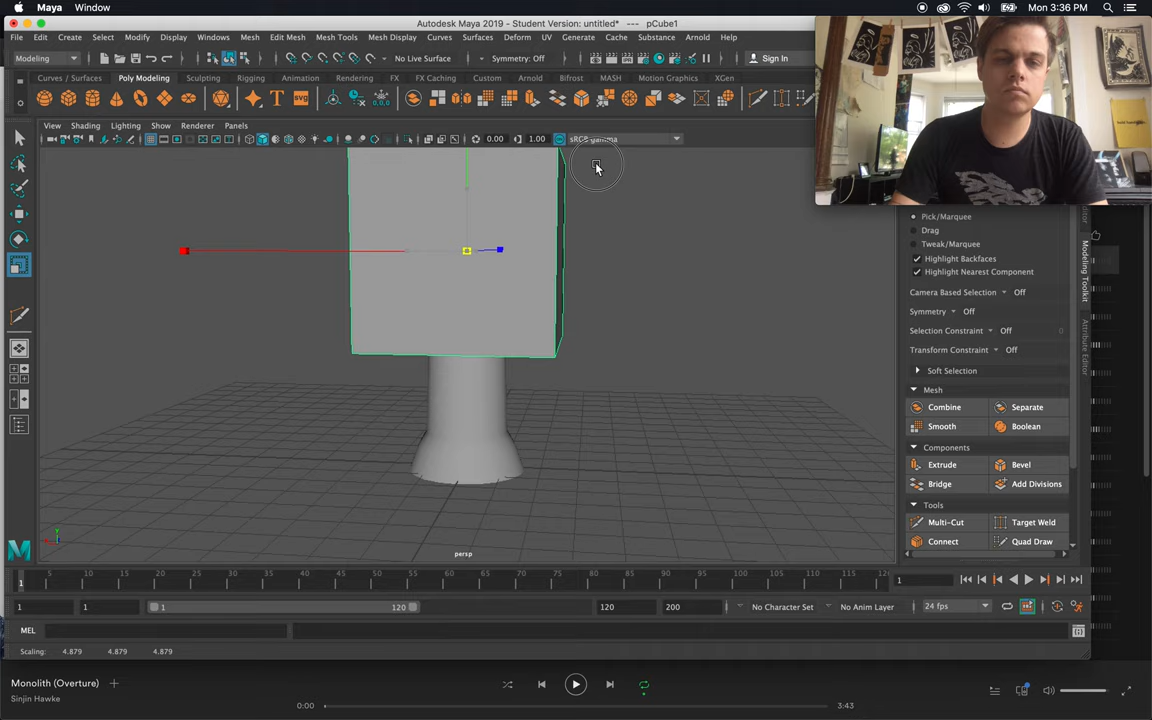 Maya Window Mon 3:36 PM
Autodesk Maya 2019 - Student Version: untitled* --- pCube1
File Edit Create Select Modify Display Windows Mesh Edit Mesh Mesh Tools Mesh Display Curves Surfaces Deform UV Generate Cache Substance Arnold Help
Modeling No Live Surface Symmetry: Off Sign In
Curves / Surfaces Poly Modeling Sculpting Rigging Animation Rendering FX FX Caching Custom Arnold Bifrost MASH Motion Graphics XGen
SVG
View Shading Lighting Show Renderer Panels
0.00 1.00 sRGB gamma
Pick/Marquee
Drag
Tweak/Marquee
Highlight Backfaces
Highlight Nearest Component
Camera Based Selection Off
Symmetry Off
Selection Constraint Off 0
Transform Constraint Off
Soft Selection
Mesh
Combine Separate
Smooth Boolean
Components
Extrude Bevel
Bridge Add Divisions
Tools
Multi-Cut Target Weld
Connect Quad Draw
Modeling Toolkit
Attribute Editor
persp
1 5 10 15 20 25 30 35 40 45 50 55 60 65 70 75 80 85 90 95 100 105 110 115 12 1
1 1 1 120 120 200 No Character Set No Anim Layer 24 fps
MEL
Scaling: 4.879 4.879 4.879
Monolith (Overture)
Sinjin Hawke
0:00 3:43